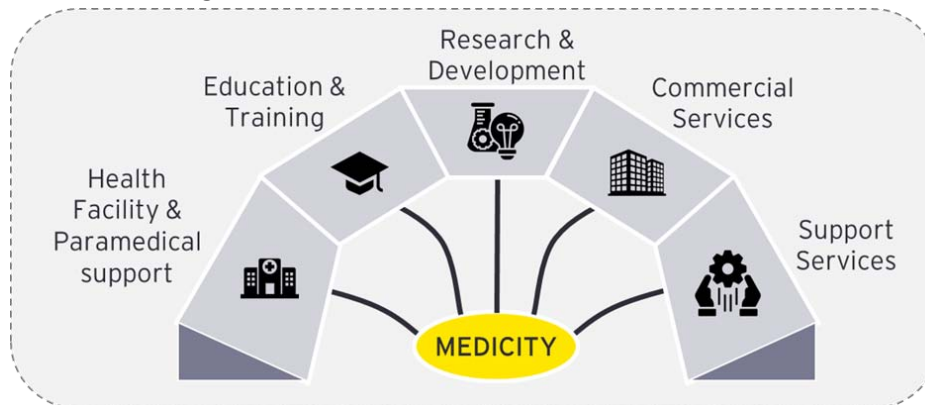 Research &
Development
Education &
Training
Commercial
Services
Health
Facility &
Paramedical
support
Support
Services
MEDICITY